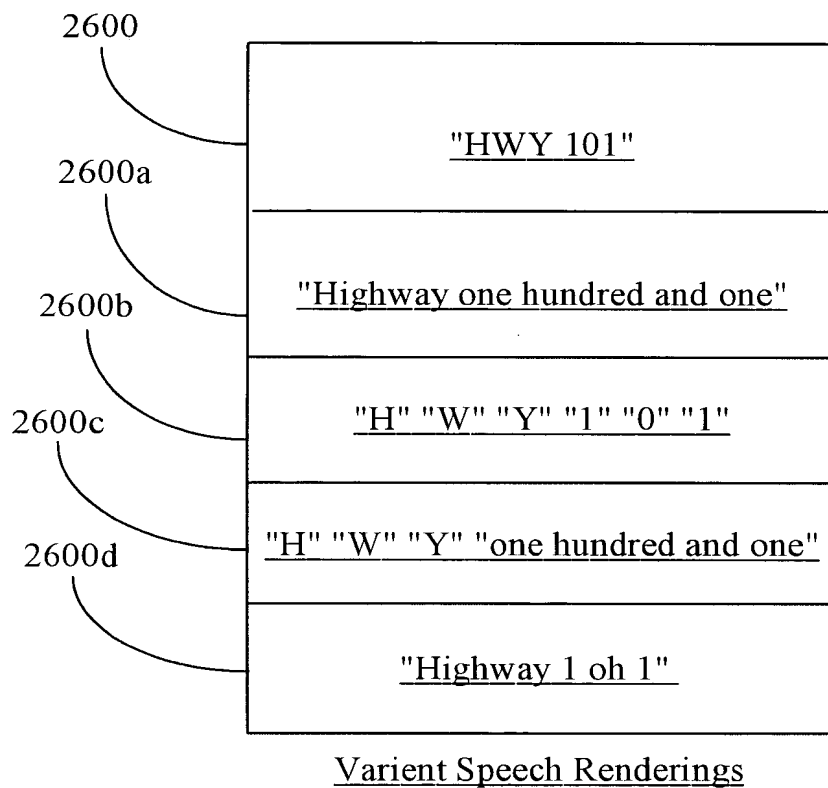 2600
"HWY 101"
2600a
"Highway one hundred and one"
2600b
"H" "W" "Y" "1" "0" "1"
2600c
"H" "W" "Y" "one hundred and one"
2600d
"Highway 1 oh 1"
Varient Speech Renderings